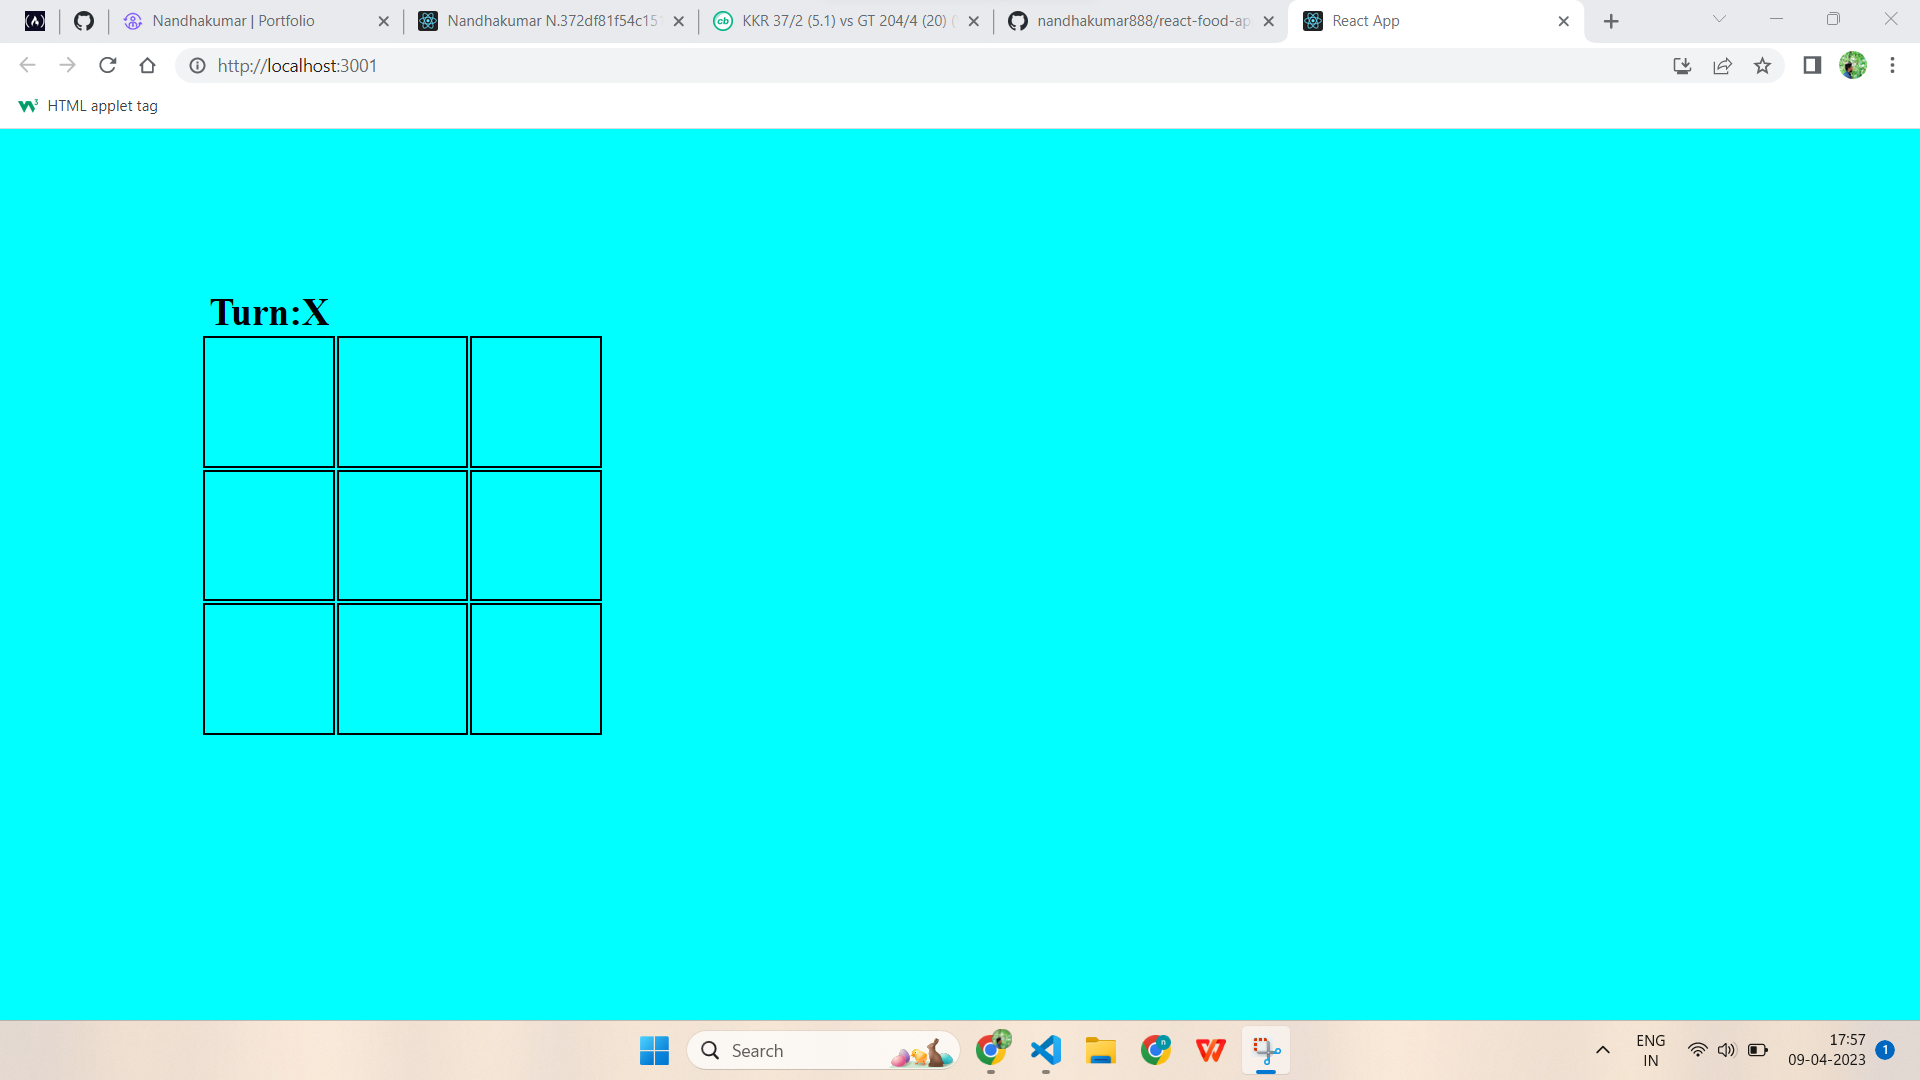 Nandhakumar | Portfolio
Nandhakumar N.372df81f54c15
KKR 37/2 (5.1) vs GT 204/4 (20)
nandhakumar888/react-food-ap
React App
http://localhost:3001
HTML applet tag
Turn:X
Search
ENG
IN
17:57
09-04-2023
1